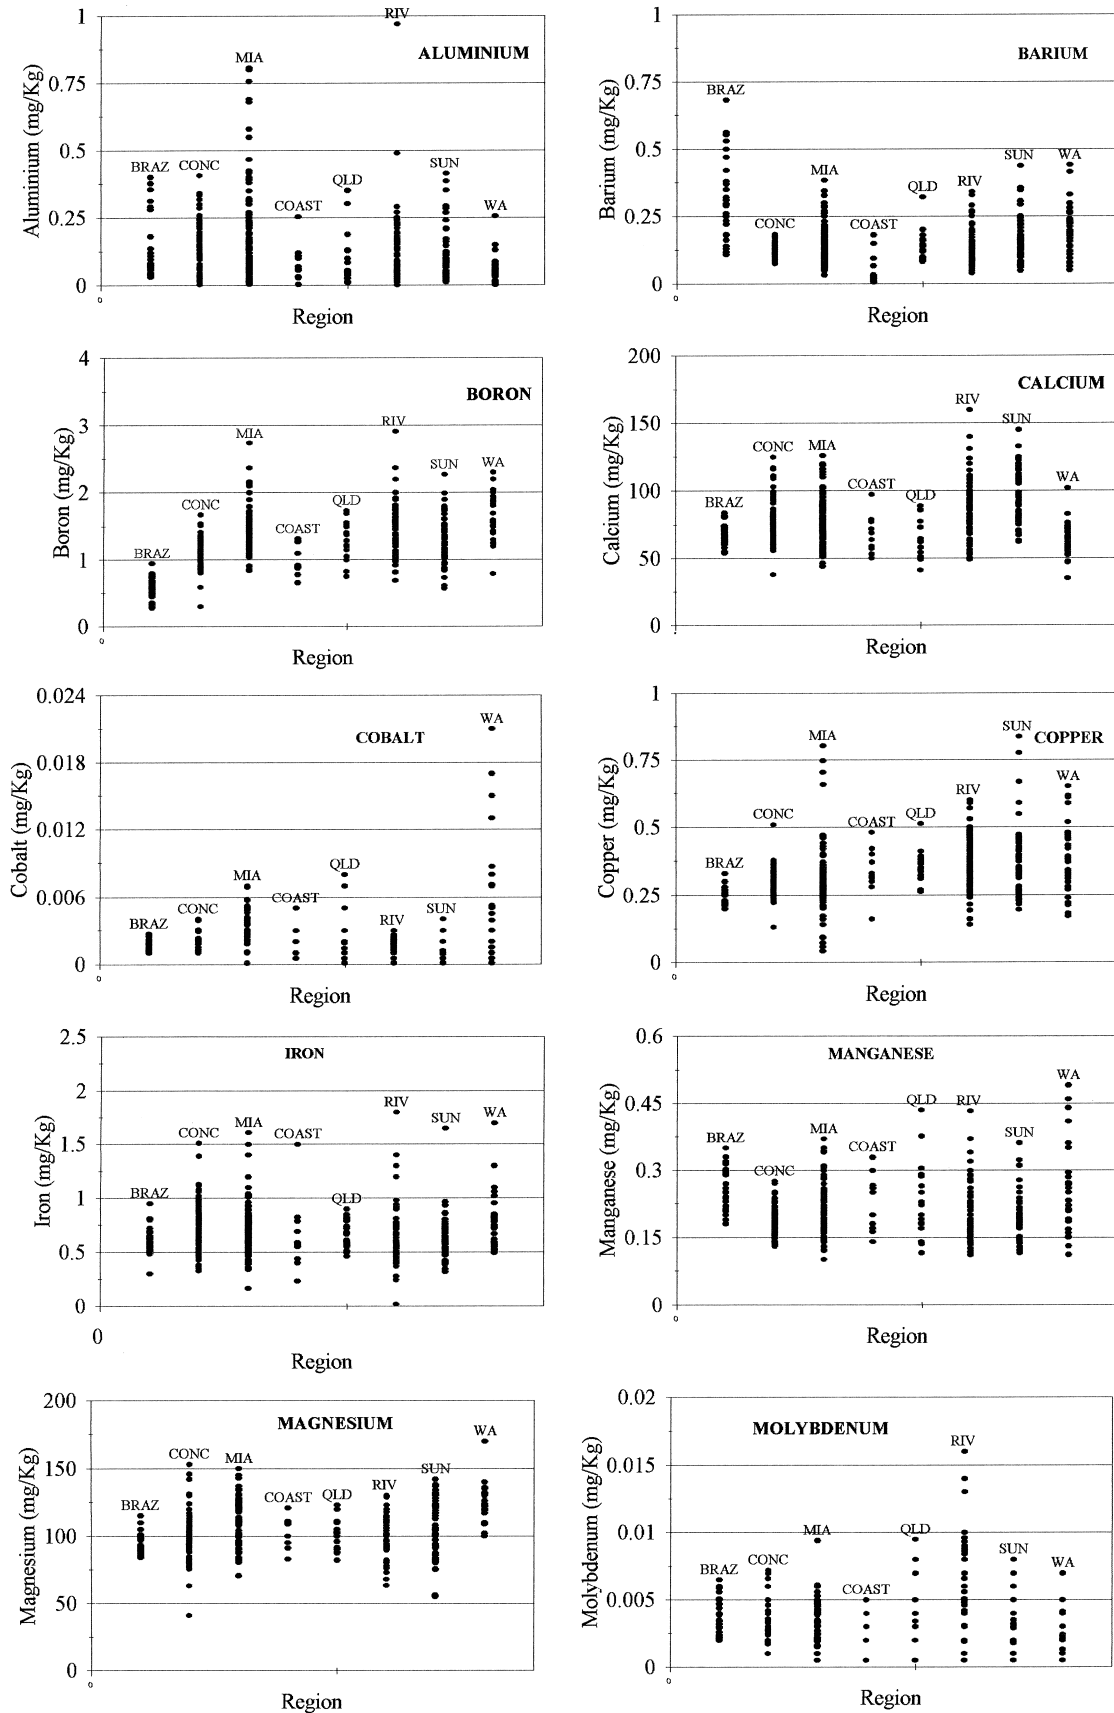 ALUMINIUM
Aluminium (mg/Kg)
1
0.75
0.5
0.25
0
0
BRAZ
CONC
MIA
COAST
QLD
RIV
SUN
WA
Region
BARIUM
Barium (mg/Kg)
1
0.75
0.5
0.25
0
0
BRAZ
CONC
MIA
COAST
QLD
RIV
SUN
WA
Region
BORON
Boron (mg/Kg)
4
3
2
1
0
0
BRAZ
CONC
MIA
COAST
QLD
RIV
SUN
WA
Region
CALCIUM
Calcium (mg/Kg)
200
150
100
50
0
BRAZ
CONC
MIA
COAST
QLD
RIV
SUN
WA
Region
COBALT
Cobalt (mg/Kg)
0.024
0.018
0.012
0.006
0
0
BRAZ
CONC
MIA
COAST
QLD
RIV
SUN
WA
Region
COPPER
Copper (mg/Kg)
1
0.75
0.5
0.25
0
0
BRAZ
CONC
MIA
COAST
QLD
RIV
SUN
WA
Region
IRON
Iron (mg/Kg)
2.5
2
1.5
1
0.5
0
0
BRAZ
CONC
MIA
COAST
QLD
RIV
SUN
WA
Region
MANGANESE
Manganese (mg/Kg)
0.6
0.45
0.3
0.15
0
0
BRAZ
CONC
MIA
COAST
QLD
RIV
SUN
WA
Region
MAGNESIUM
Magnesium (mg/Kg)
200
150
100
50
0
0
BRAZ
CONC
MIA
COAST
QLD
RIV
SUN
WA
Region
MOLYBDENUM
Molybdenum (mg/Kg)
0.02
0.015
0.01
0.005
0
0
BRAZ
CONC
MIA
COAST
QLD
RIV
SUN
WA
Region